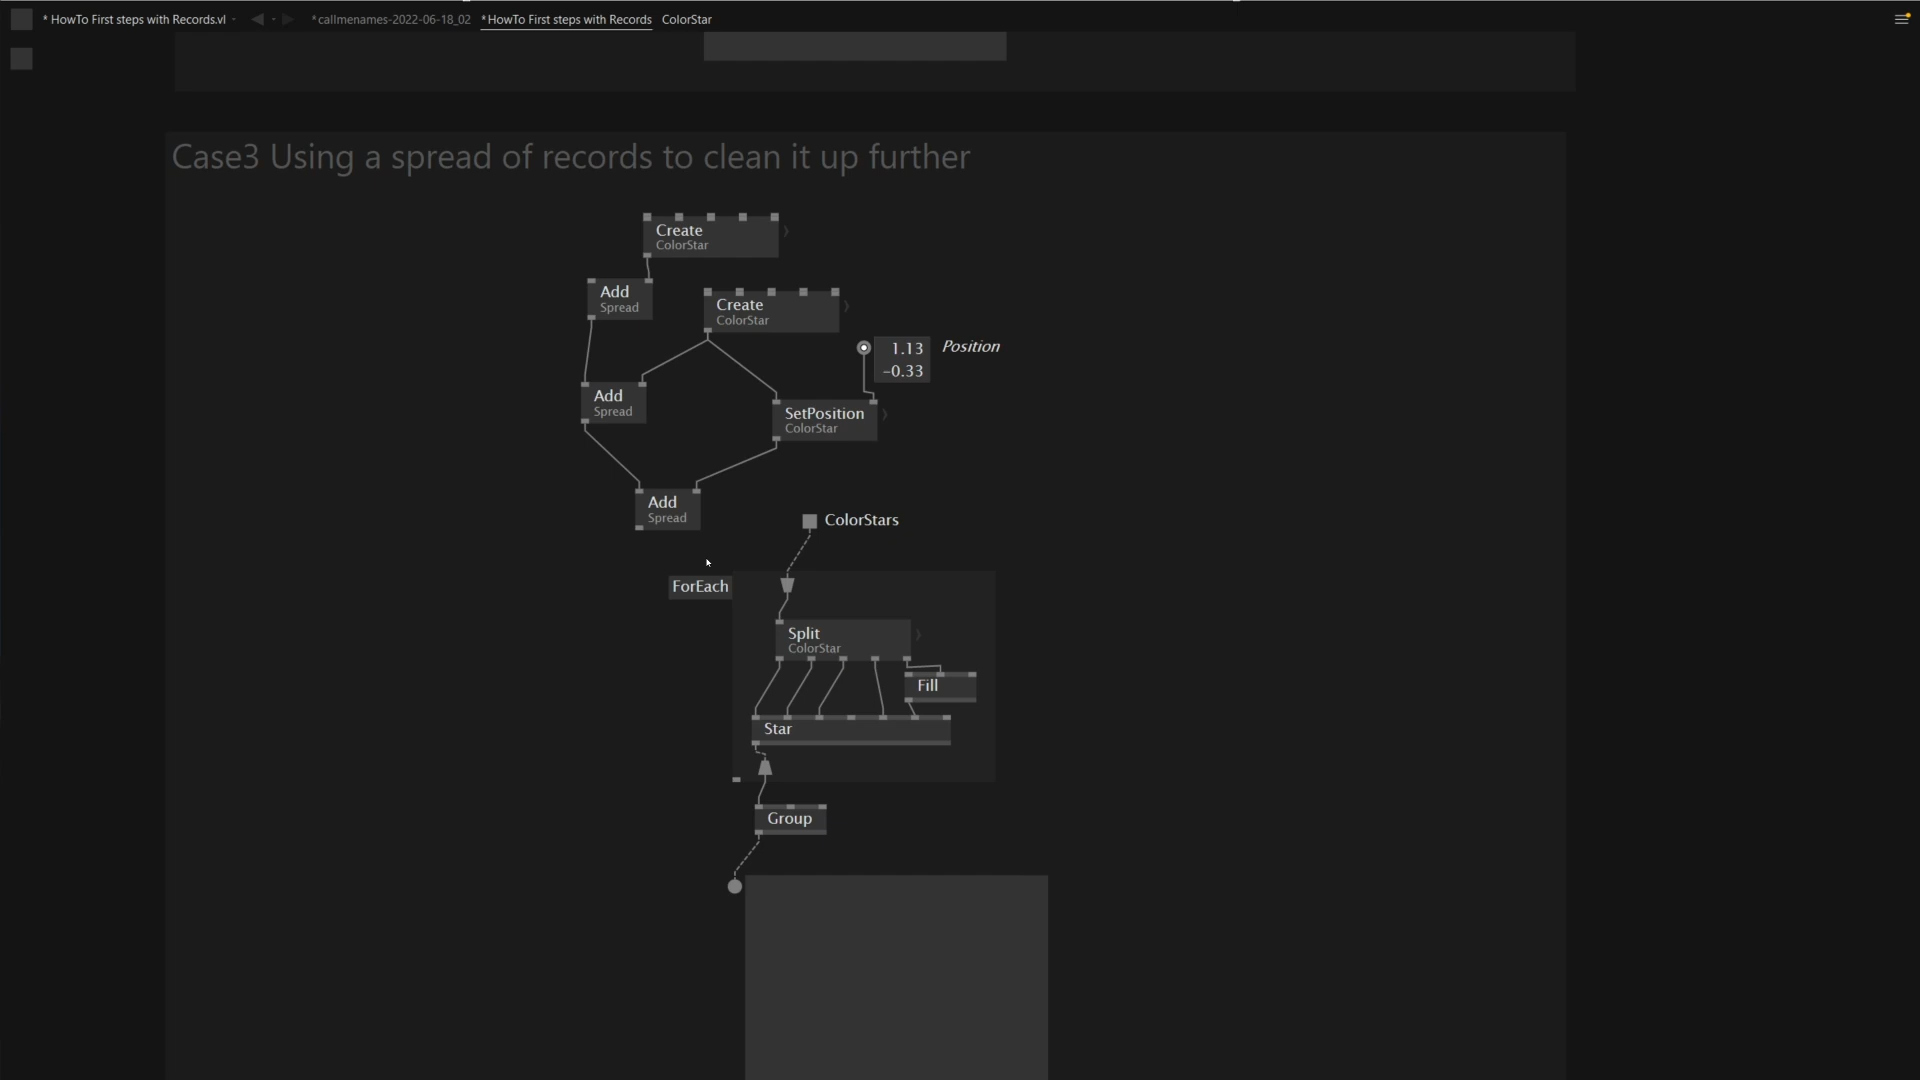 * HowTo First steps with Records.vl
*callmenames-2022-06-18_02
*HowTo First steps with Records
ColorStar
Case3 Using a spread of records to clean it up further
Create
ColorStar
Add
Spread
Create
ColorStar
1.13
-0.33
Position
Add
Spread
SetPosition
ColorStar
Add
Spread
ColorStars
ForEach
Split
ColorStar
Fill
Star
Group